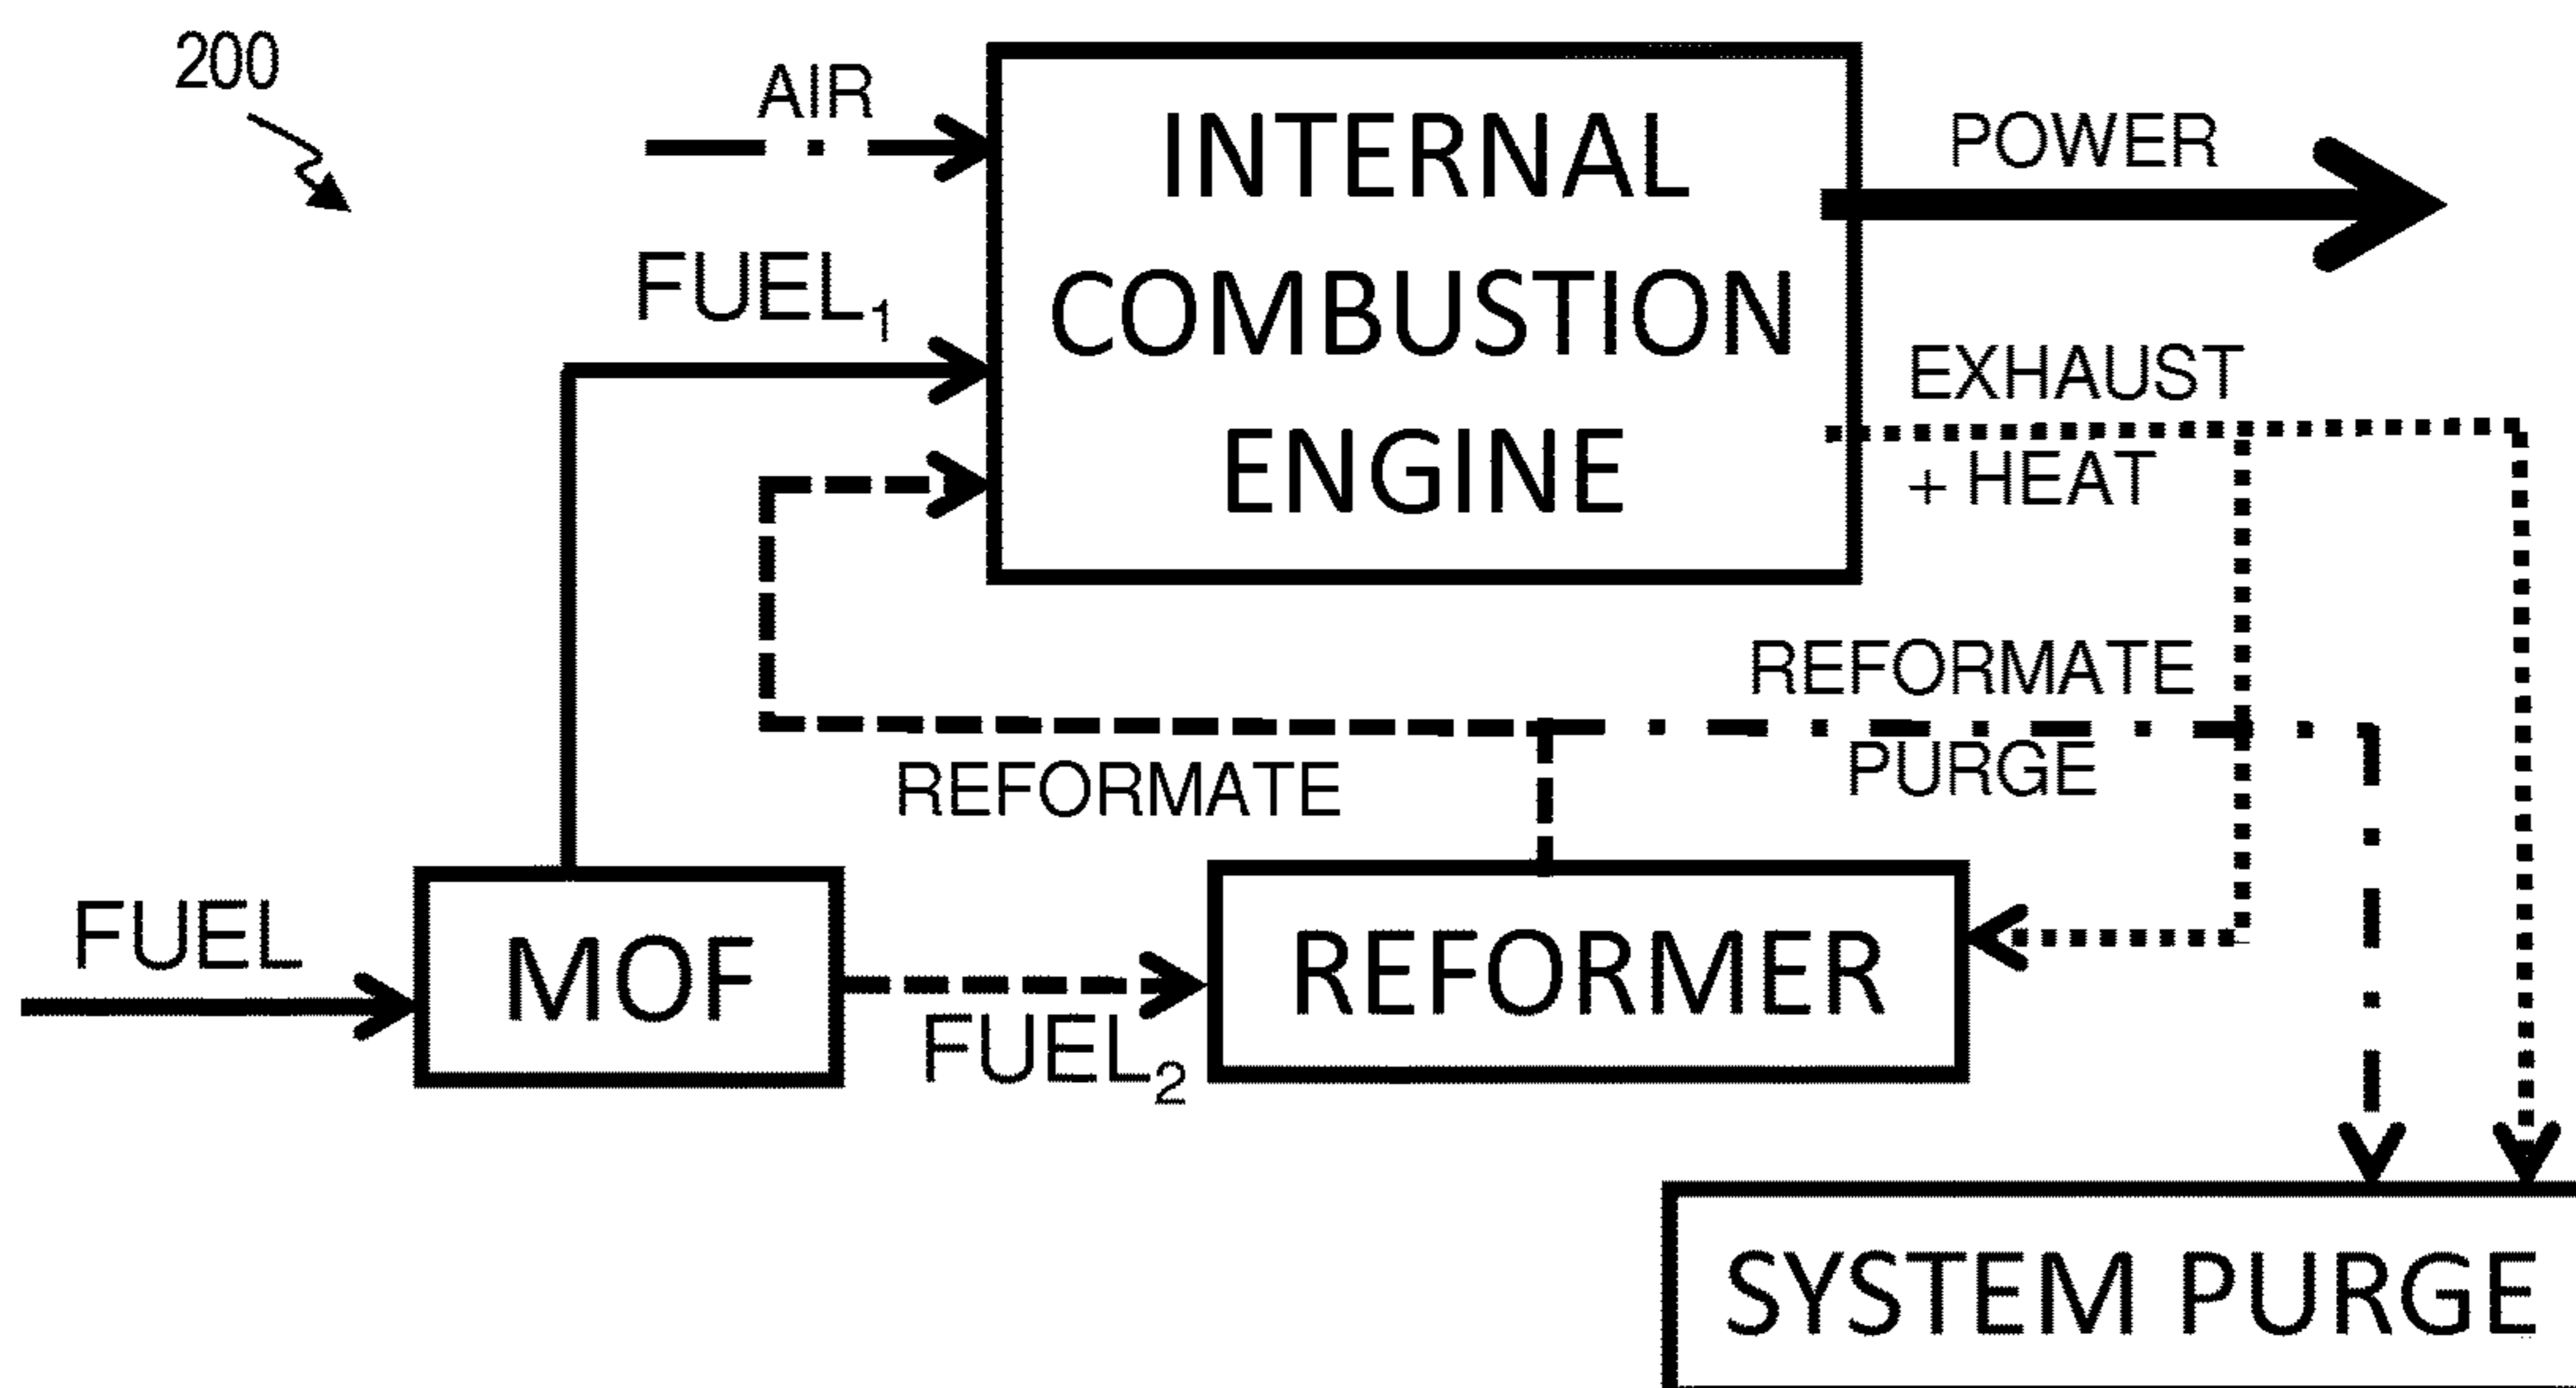 200
AIR
INTERNAL
COMBUSTION
ENGINE
POWER
FUEL₁
EXHAUST
+ HEAT
REFORMATE
PURGE
REFORMATE
FUEL
MOF
FUEL₂
REFORMER
SYSTEM PURGE